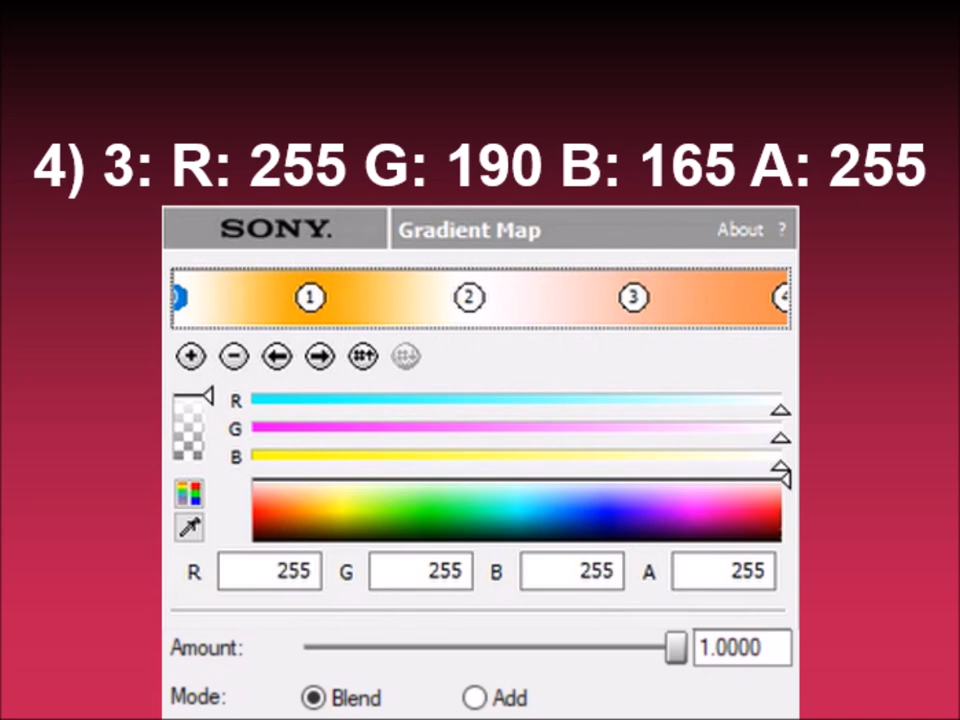 4) 3: R: 255 G: 190 B: 165 A: 255
SONY. Gradient Map About ?
1 2 3 4
R
G
B
R 255 G 255 B 255 A 255
Amount: 1.0000
Mode: Blend Add